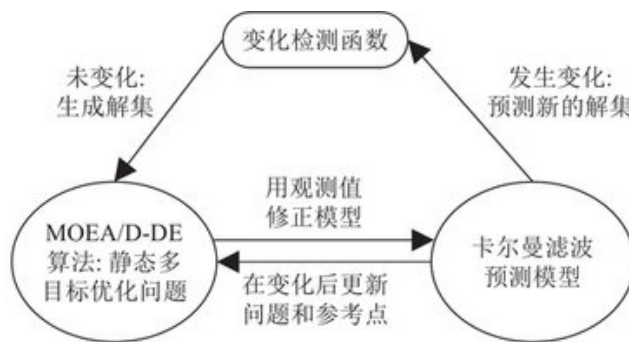 变化检测函数
未变化:
生成解集
发生变化:
预测新的解集
用观测值
修正模型
MOEA/D-DE
算法: 静态多
目标优化问题
卡尔曼滤波
预测模型
在变化后更新
问题和参考点